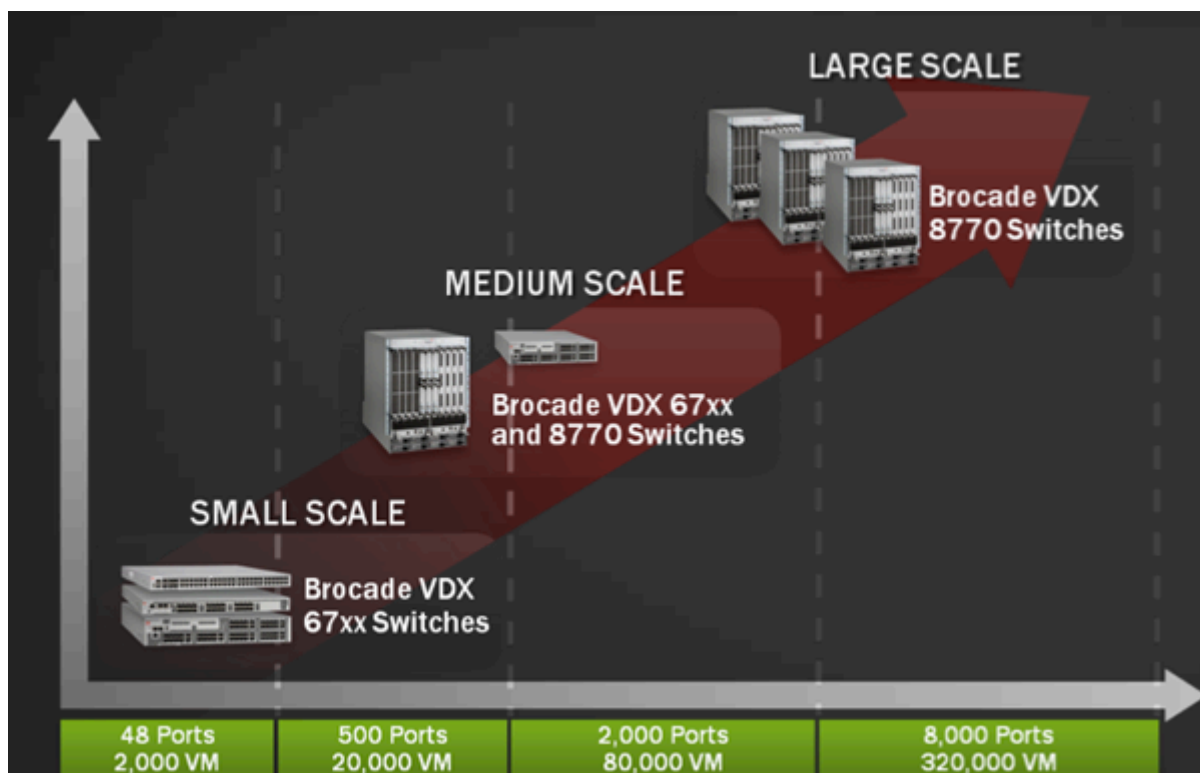 LARGE SCALE
Brocade VDX
8770 Switches
MEDIUM SCALE
Brocade VDX 67xx
and 8770 Switches
SMALL SCALE
Brocade VDX
67xx Switches
48 Ports
2,000 VM
500 Ports
20,000 VM
2,000 Ports
80,000 VM
8,000 Ports
320,000 VM